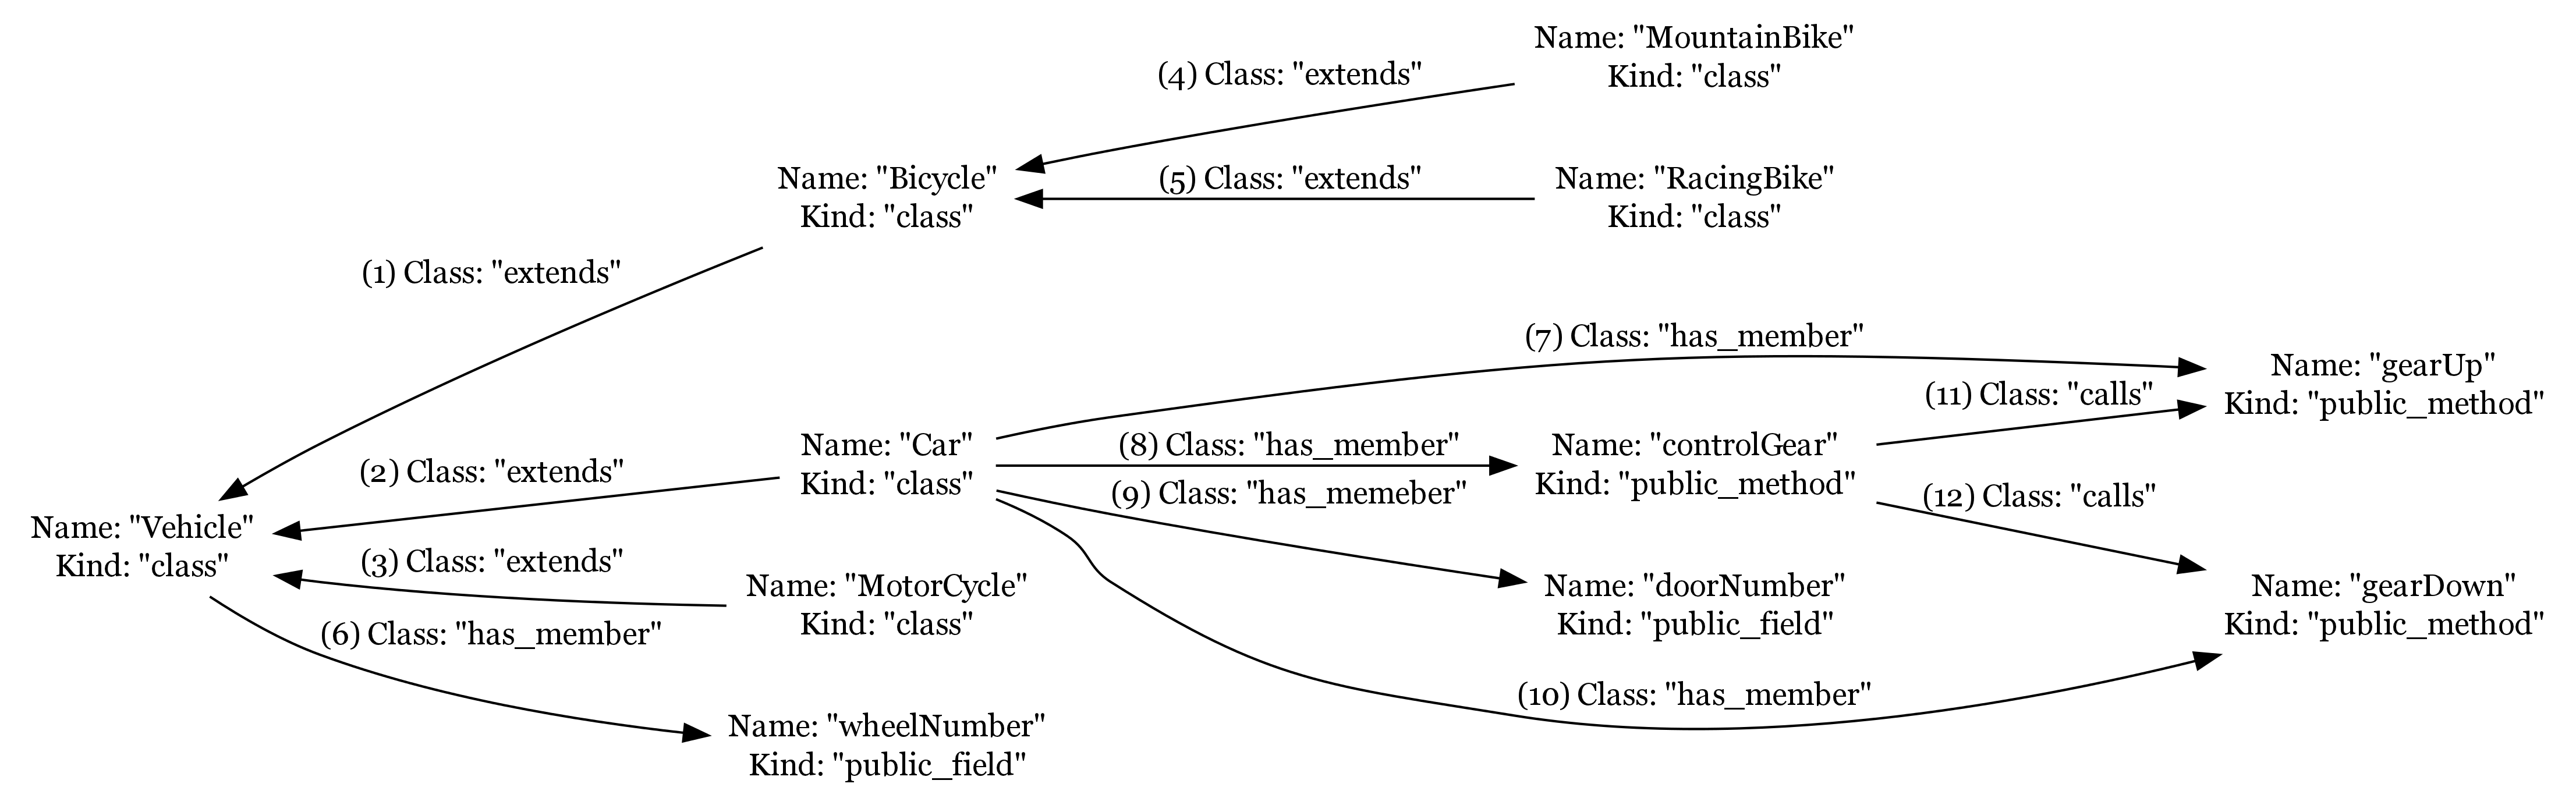 Name: "MountainBike"
Kind: "class"
(4) Class: "extends"
Name: "Bicycle"
Kind: "class"
(5) Class: "extends"
Name: "RacingBike"
Kind: "class"
(1) Class: "extends"
(7) Class: "has_member"
Name: "gearUp"
Kind: "public_method"
(11) Class: "calls"
Name: "Car"
Kind: "class"
(8) Class: "has_member"
Name: "controlGear"
Kind: "public_method"
(2) Class: "extends"
(9) Class: "has_memeber"
(12) Class: "calls"
Name: "Vehicle"
Kind: "class"
(3) Class: "extends"
Name: "MotorCycle"
Kind: "class"
Name: "doorNumber"
Kind: "public_field"
Name: "gearDown"
Kind: "public_method"
(6) Class: "has_member"
(10) Class: "has_member"
Name: "wheelNumber"
Kind: "public_field"